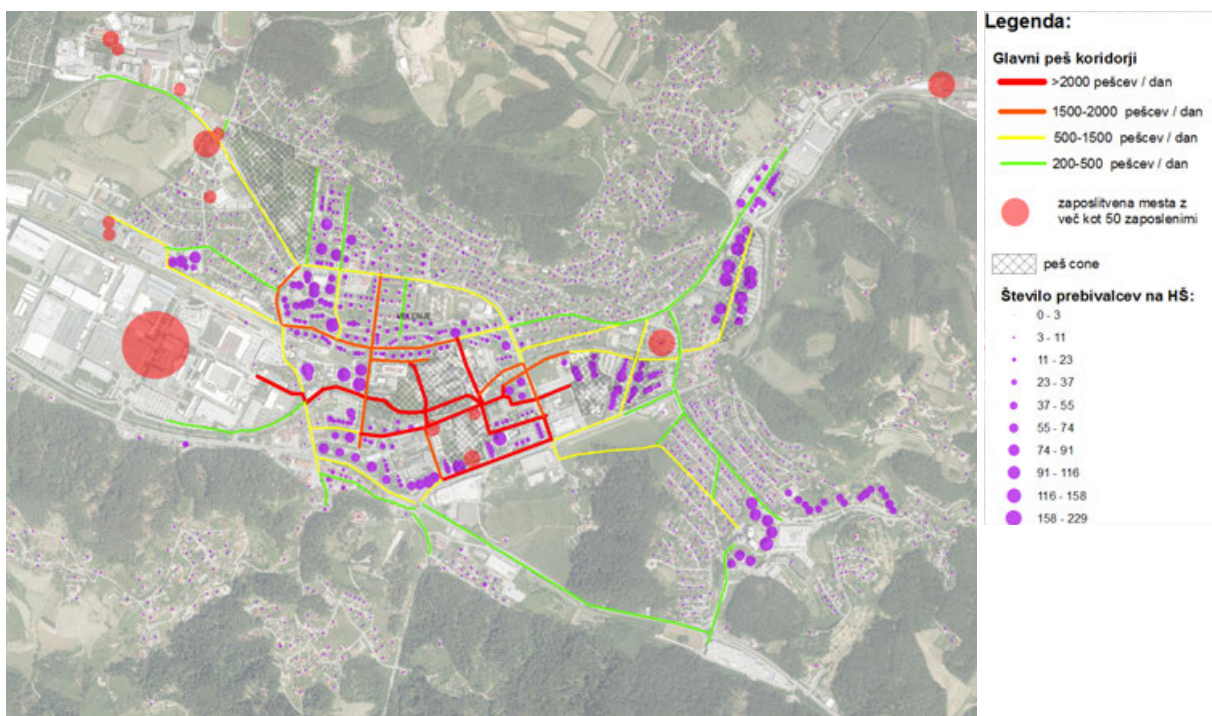 Legenda:
Glavni peš koridorji
>2000 pešcev / dan
1500-2000 pešcev / dan
500-1500 pešcev / dan
200-500 pešcev / dan
zaposlitvena mesta z
več kot 50 zaposlenimi
peš cone
Število prebivalcev na HŠ:
0 - 3
3 - 11
11 - 23
23 - 37
37 - 55
55 - 74
74 - 91
91 - 116
116 - 158
158 - 229
VELENJE